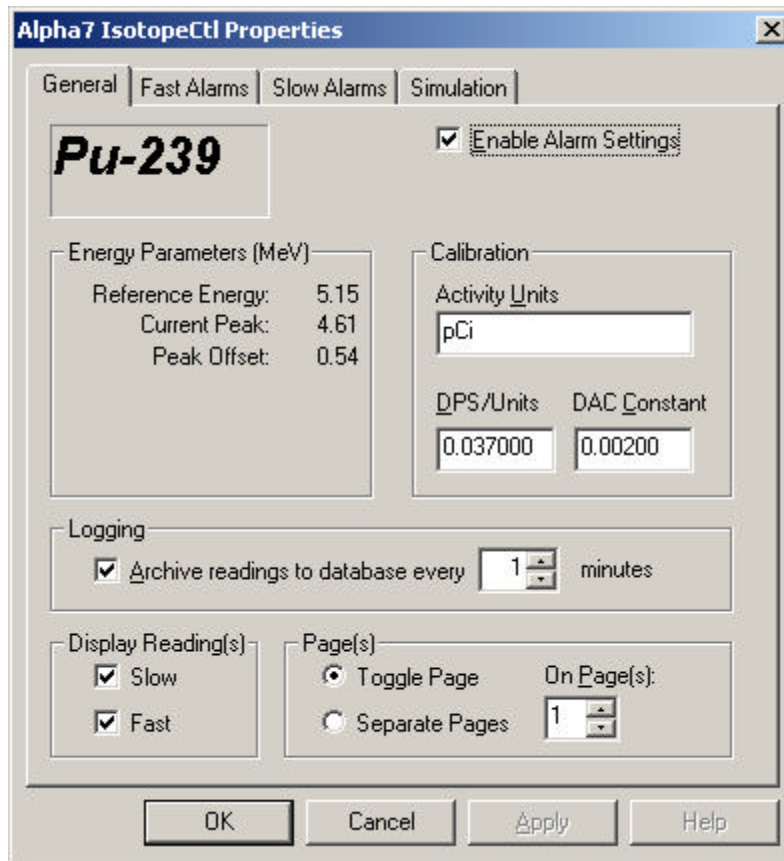 Alpha7 IsotopeCtl Properties
General Fast Alarms Slow Alarms Simulation
Pu-239
Enable Alarm Settings
Energy Parameters (MeV)
Reference Energy: 5.15
Current Peak: 4.61
Peak Offset: 0.54
Calibration
Activity Units
pCi
DPS/Units DAC Constant
0.037000 0.00200
Logging
Archive readings to database every 1 minutes
Display Reading(s)
Slow
Fast
Page(s)
Toggle Page
Separate Pages
On Page(s):
1
OK Cancel Apply Help